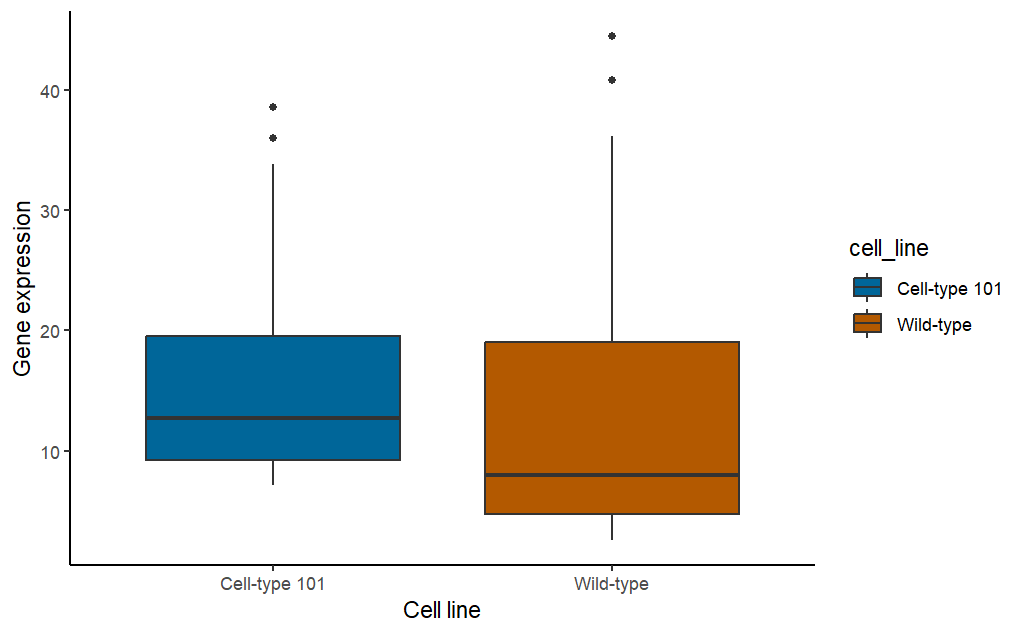 Gene expression
40
30
20
10
Cell-type 101
Wild-type
Cell line
cell_line
Cell-type 101
Wild-type